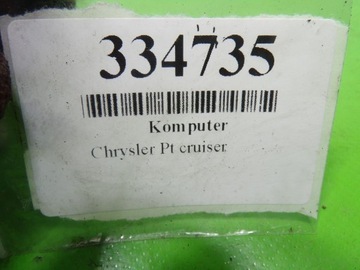 334735
Komputer
Chrysler Pt cruiser